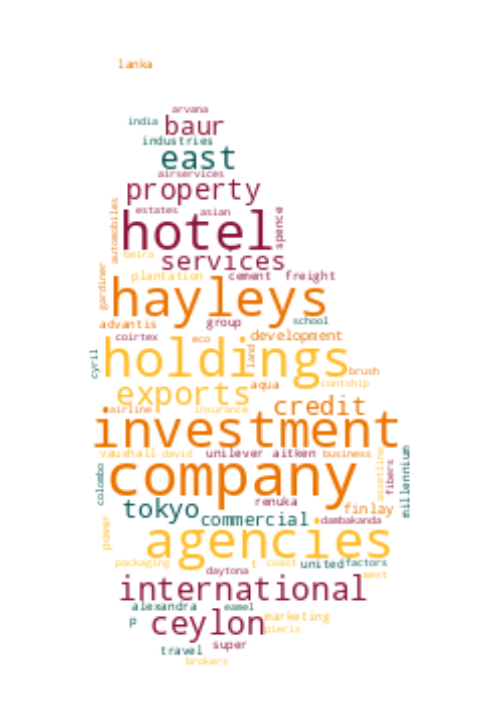 lanka
arvana
india baur
industries
east
airservices
property
automobiles estates asian
hotel spence
beira services
gardiner plantation cement freight
hayleys
advantis group school
coirtex eco development
cyril holdings land brush
exports aqua contship
airline insurance credit
investment
vauxhall david unilever aitken business
colombo company assetline fibers millennium
tokyo renuka finlay
commercial dambakanda
power agencies
packaging t coast united factors
daytona west
international
alexandra eamel
p ceylon marketing
pieris
travel super
brokers